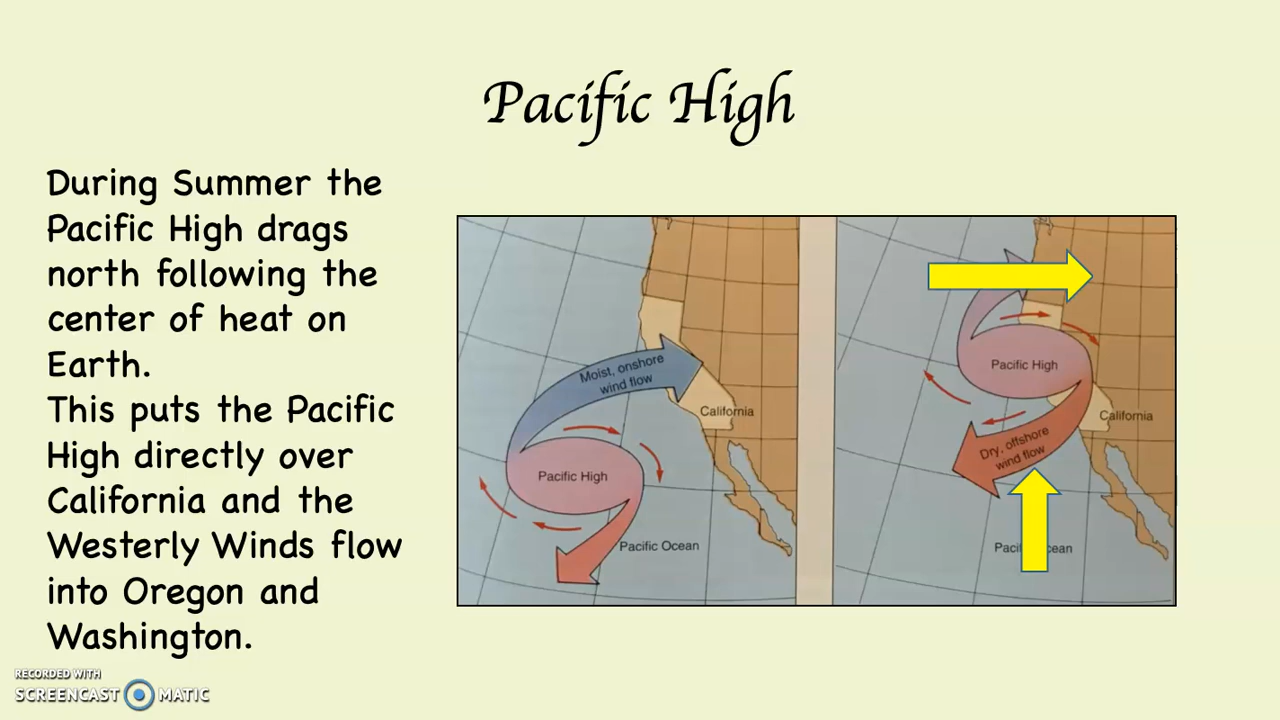 Pacific High
During Summer the
Pacific High drags
north following the
center of heat on
Earth.
This puts the Pacific
High directly over
California and the
Westerly Winds flow
into Oregon and
Washington.
Moist, onshore
wind flow
California
Pacific High
Pacific Ocean
Pacific High
California
Dry, offshore
wind flow
RECORDED WITH
SCREENCAST MATIC